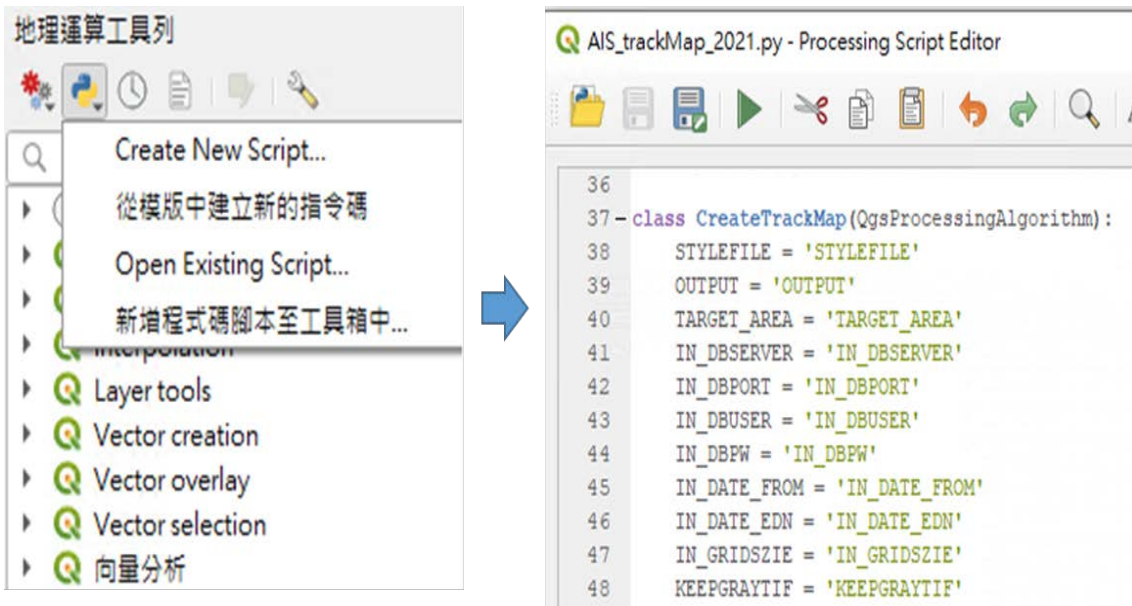 地理運算工具列
Create New Script...
從模版中建立新的指令碼
Open Existing Script...
新增程式碼腳本至工具箱中...
Interpolation
Layer tools
Vector creation
Vector overlay
Vector selection
向量分析
AIS_trackMap_2021.py - Processing Script Editor
36
37 class CreateTrackMap(QgsProcessingAlgorithm):
38 STYLEFILE = 'STYLEFILE'
39 OUTPUT = 'OUTPUT'
40 TARGET_AREA = 'TARGET_AREA'
41 IN_DBSERVER = 'IN_DBSERVER'
42 IN_DBPORT = 'IN_DBPORT'
43 IN_DBUSER = 'IN_DBUSER'
44 IN_DBPW = 'IN_DBPW'
45 IN_DATE_FROM = 'IN_DATE_FROM'
46 IN_DATE_EDN = 'IN_DATE_EDN'
47 IN_GRIDSZIE = 'IN_GRIDSZIE'
48 KEEPGRAYTIF = 'KEEPGRAYTIF'